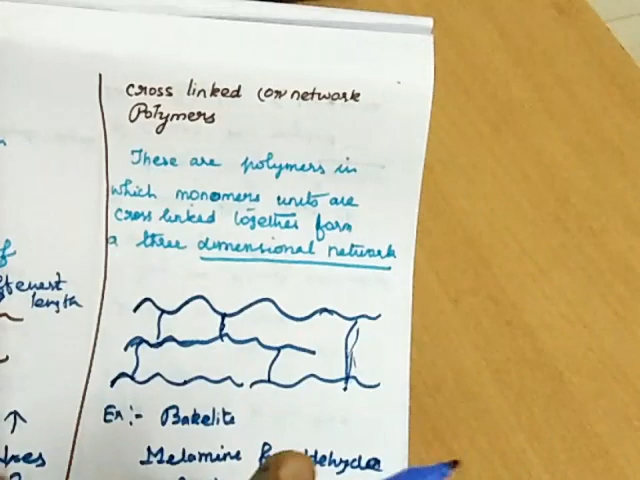 cross linked (or network
Polymers
These are polymers in
which monomers units are
cross linked together form
a three dimensional network
length
Ex:- Bakelite
Melamine